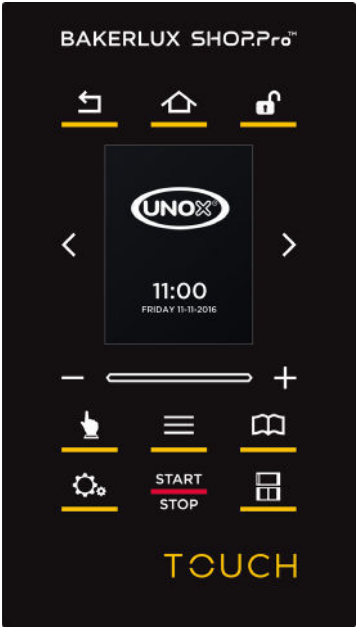 BAKERLUX SHOP.Pro™
UNOX®
11:00
FRIDAY 11-11-2016
START
STOP
TOUCH